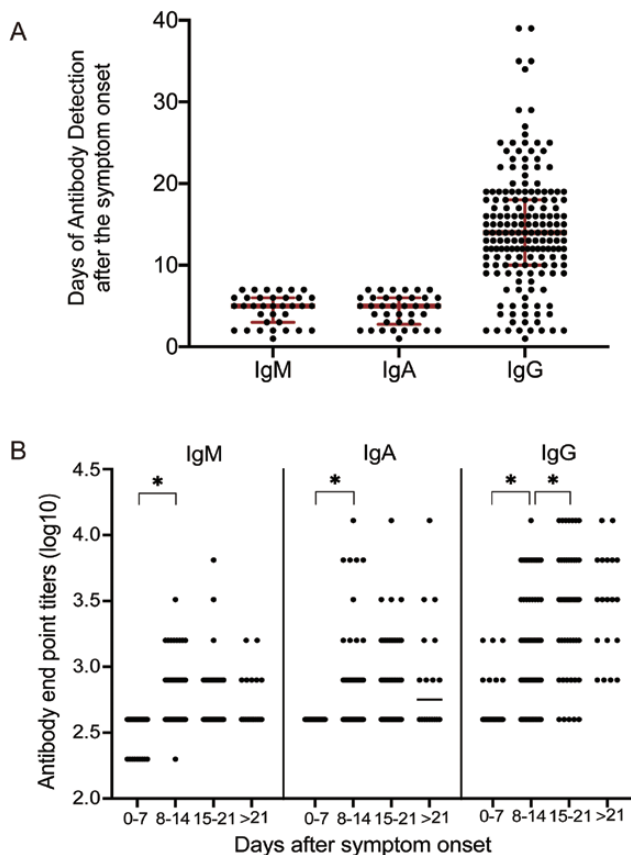 A
Days of Antibody Detection
after the symptom onset
40
30
20
10
0
IgM
IgA
IgG
B
IgM
IgA
IgG
Antibody end point titers (log10)
4.5
4.0
3.5
3.0
2.5
2.0
*
*
*
*
0-7 8-14 15-21 >21
0-7 8-14 15-21 >21
0-7 8-14 15-21 >21
Days after symptom onset